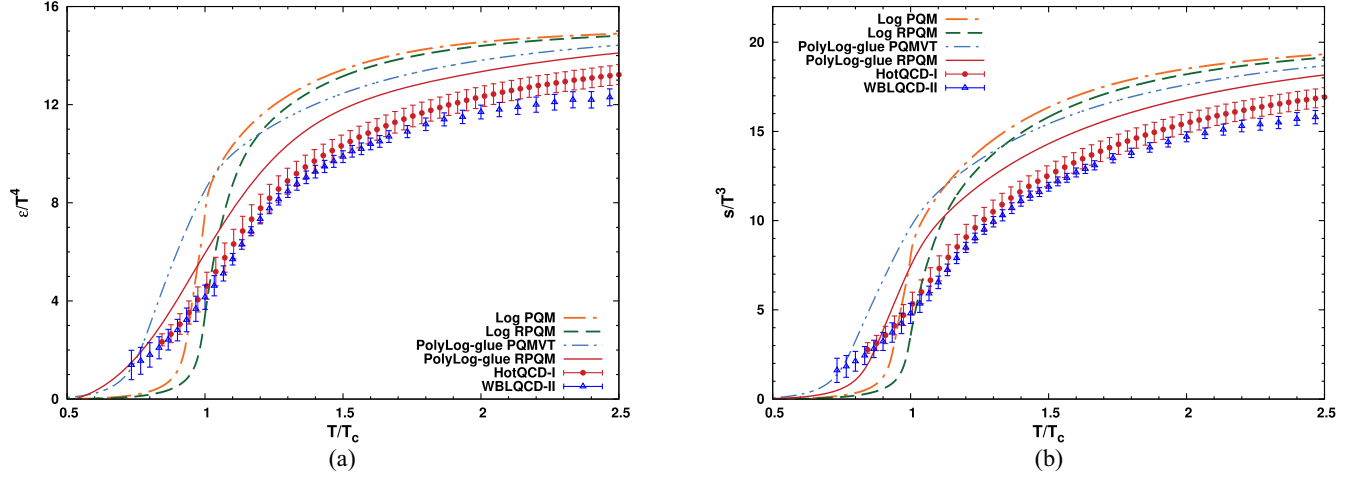 16
12
8
4
0
ε/T⁴
Log PQM
Log RPQM
PolyLog-glue PQMVT
PolyLog-glue RPQM
HotQCD-I
WBLQCD-II
0.5 1 1.5 2 2.5
T/T_c
(a)
20
15
10
5
0
s/T³
Log PQM
Log RPQM
PolyLog-glue PQMVT
PolyLog-glue RPQM
HotQCD-I
WBLQCD-II
0.5 1 1.5 2 2.5
T/T_c
(b)